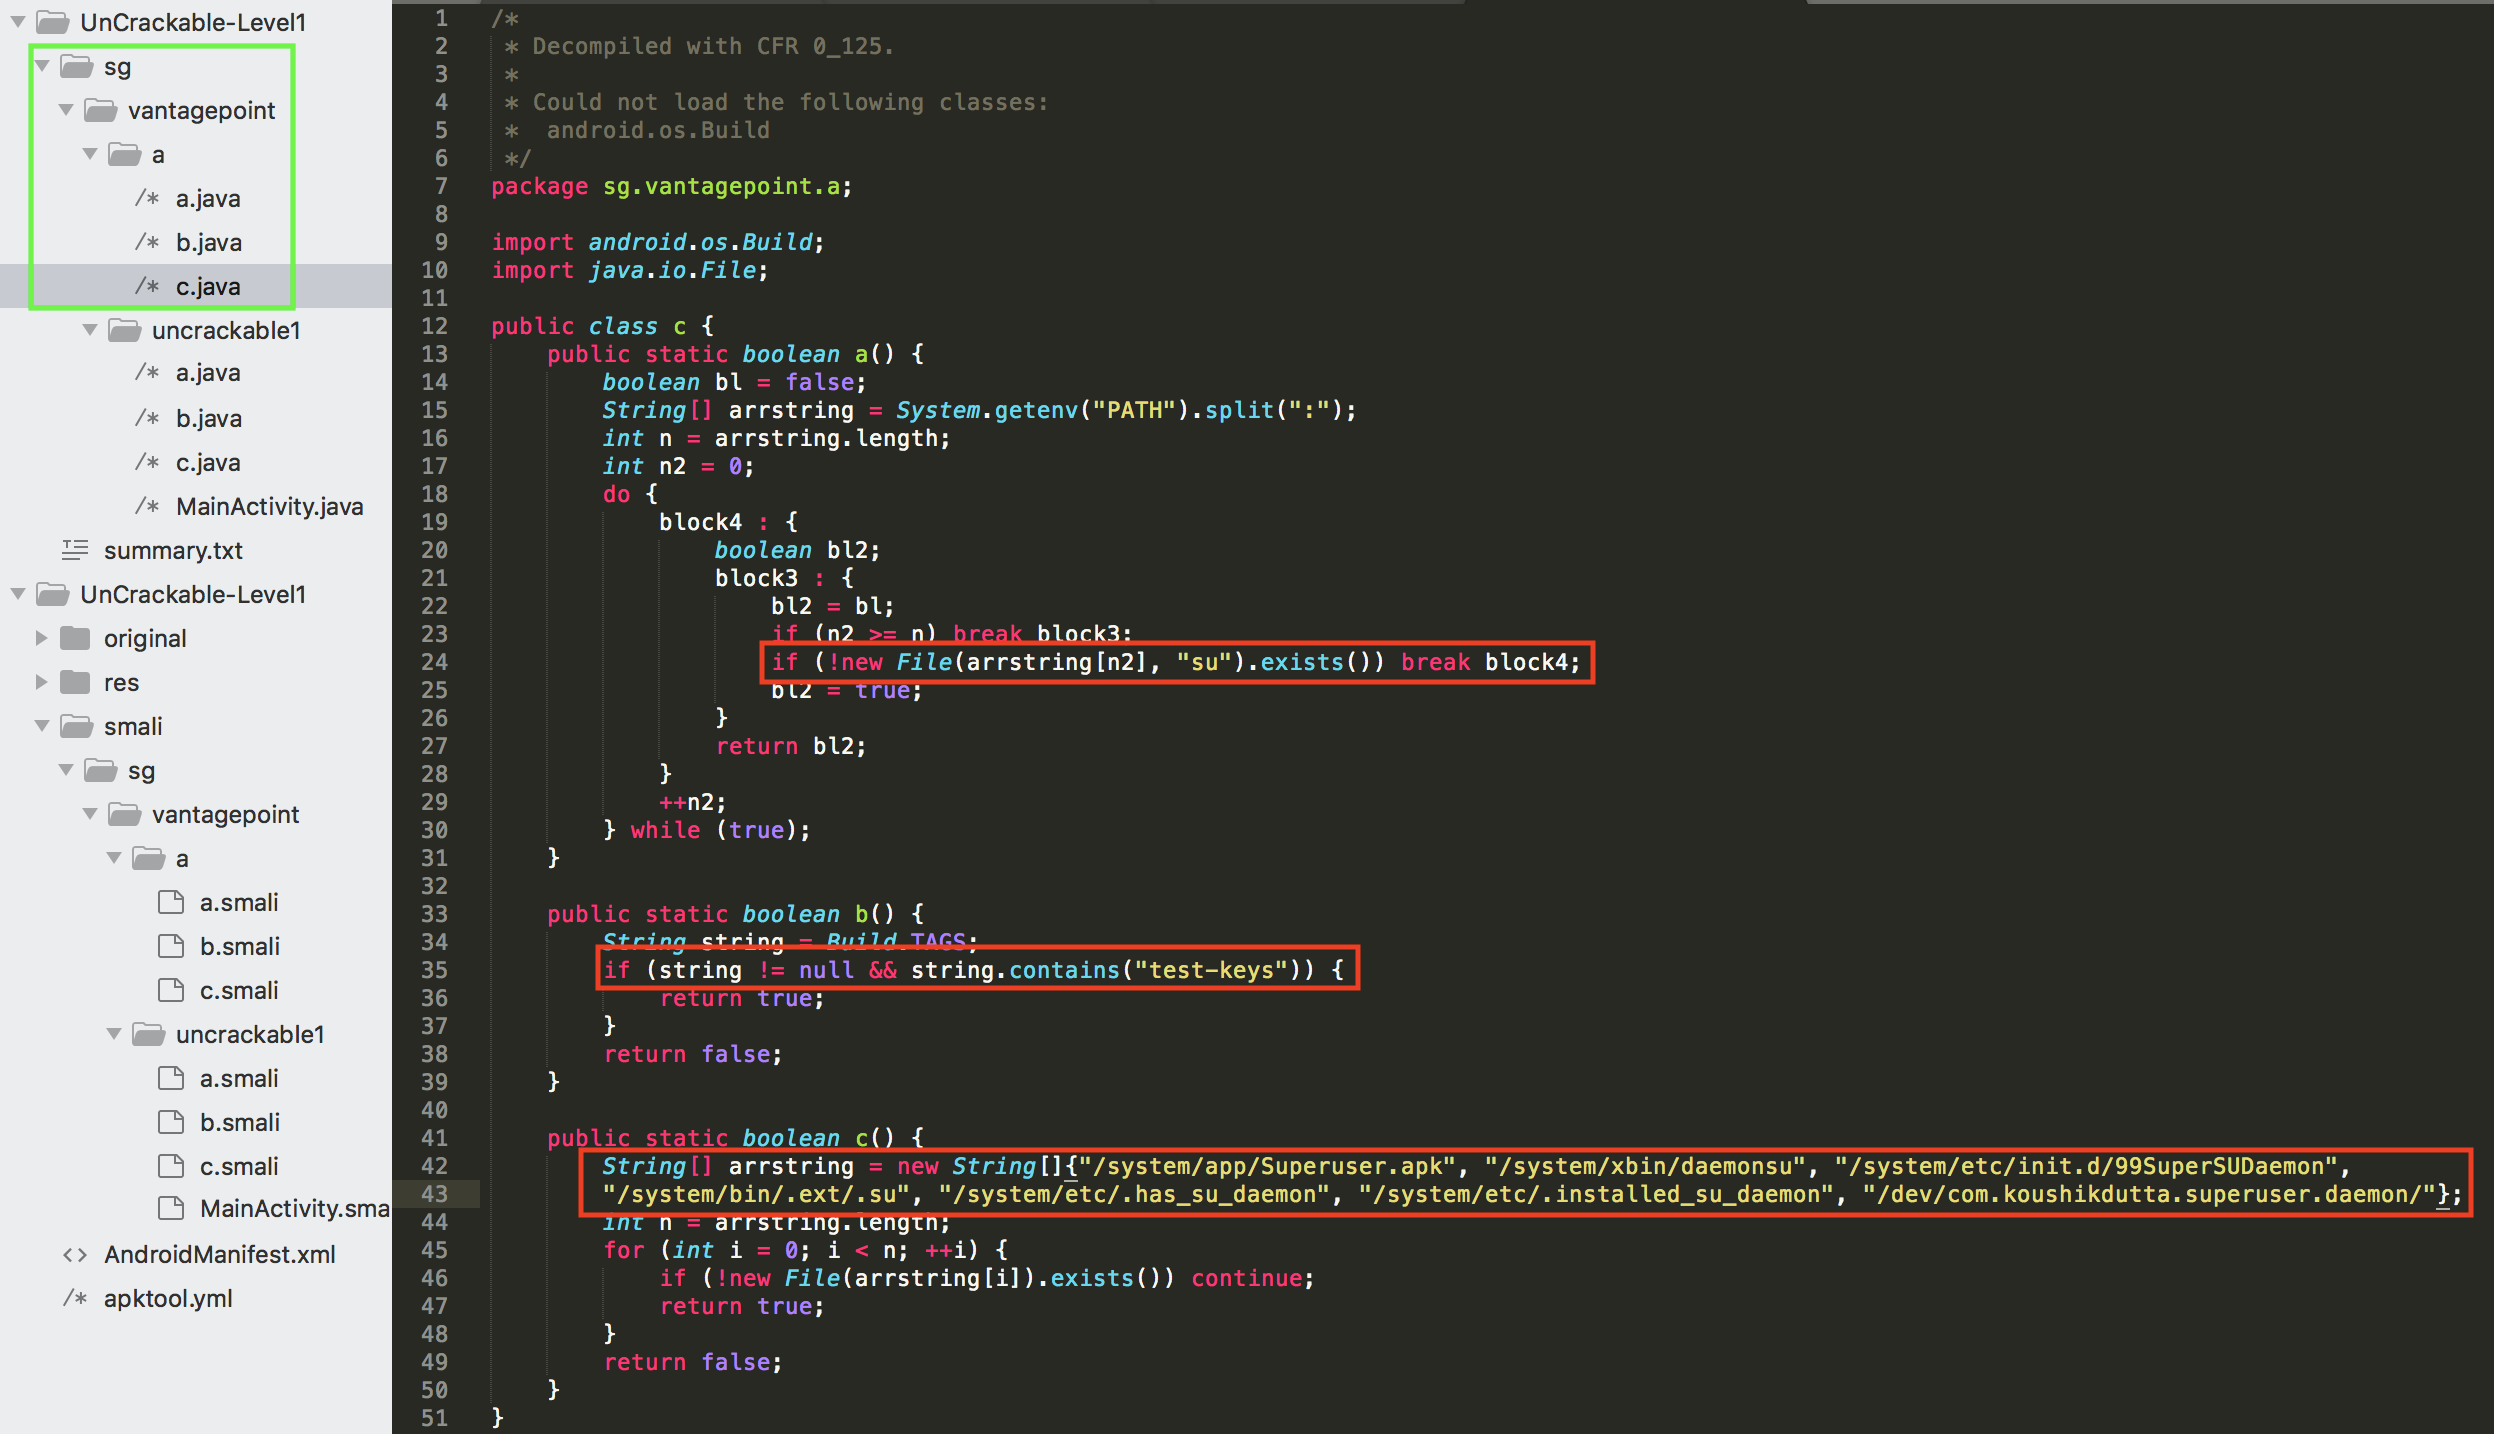 UnCrackable-Level1
sg
vantagepoint
a
/* a.java
/* b.java
/* c.java
uncrackable1
/* a.java
/* b.java
/* c.java
/* MainActivity.java
summary.txt
UnCrackable-Level1
original
res
smali
sg
vantagepoint
a
a.smali
b.smali
c.smali
uncrackable1
a.smali
b.smali
c.smali
MainActivity.sma
<> AndroidManifest.xml
/* apktool.yml
1 /*
2 * Decompiled with CFR 0_125.
3 *
4 * Could not load the following classes:
5 *  android.os.Build
6 */
7 package sg.vantagepoint.a;
8
9 import android.os.Build;
10 import java.io.File;
11
12 public class c {
13     public static boolean a() {
14         boolean bl = false;
15         String[] arrstring = System.getenv("PATH").split(":");
16         int n = arrstring.length;
17         int n2 = 0;
18         do {
19             block4 : {
20                 boolean bl2;
21                 block3 : {
22                     bl2 = bl;
23                     if (n2 >= n) break block3;
24                     if (!new File(arrstring[n2], "su").exists()) break block4;
25                     bl2 = true;
26                 }
27                 return bl2;
28             }
29             ++n2;
30         } while (true);
31     }
32
33     public static boolean b() {
34         String string = Build.TAGS;
35         if (string != null && string.contains("test-keys")) {
36             return true;
37         }
38         return false;
39     }
40
41     public static boolean c() {
42         String[] arrstring = new String[]{"/system/app/Superuser.apk", "/system/xbin/daemonsu", "/system/etc/init.d/99SuperSUDaemon",
43         "/system/bin/.ext/.su", "/system/etc/.has_su_daemon", "/system/etc/.installed_su_daemon", "/dev/com.koushikdutta.superuser.daemon/"};
44         int n = arrstring.length;
45         for (int i = 0; i < n; ++i) {
46             if (!new File(arrstring[i]).exists()) continue;
47             return true;
48         }
49         return false;
50     }
51 }